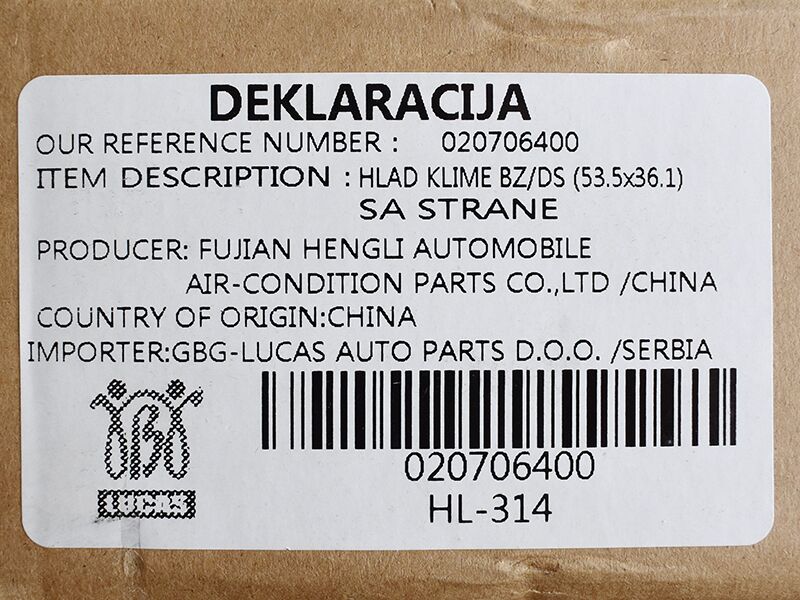 DEKLARACIJA
OUR REFERENCE NUMBER : 020706400
ITEM DESCRIPTION : HLAD KLIME BZ/DS (53.5x36.1)
SA STRANE
PRODUCER: FUJIAN HENGLI AUTOMOBILE
AIR-CONDITION PARTS CO.,LTD /CHINA
COUNTRY OF ORIGIN:CHINA
IMPORTER:GBG-LUCAS AUTO PARTS D.O.O. /SERBIA
020706400
HL-314
LUCAS